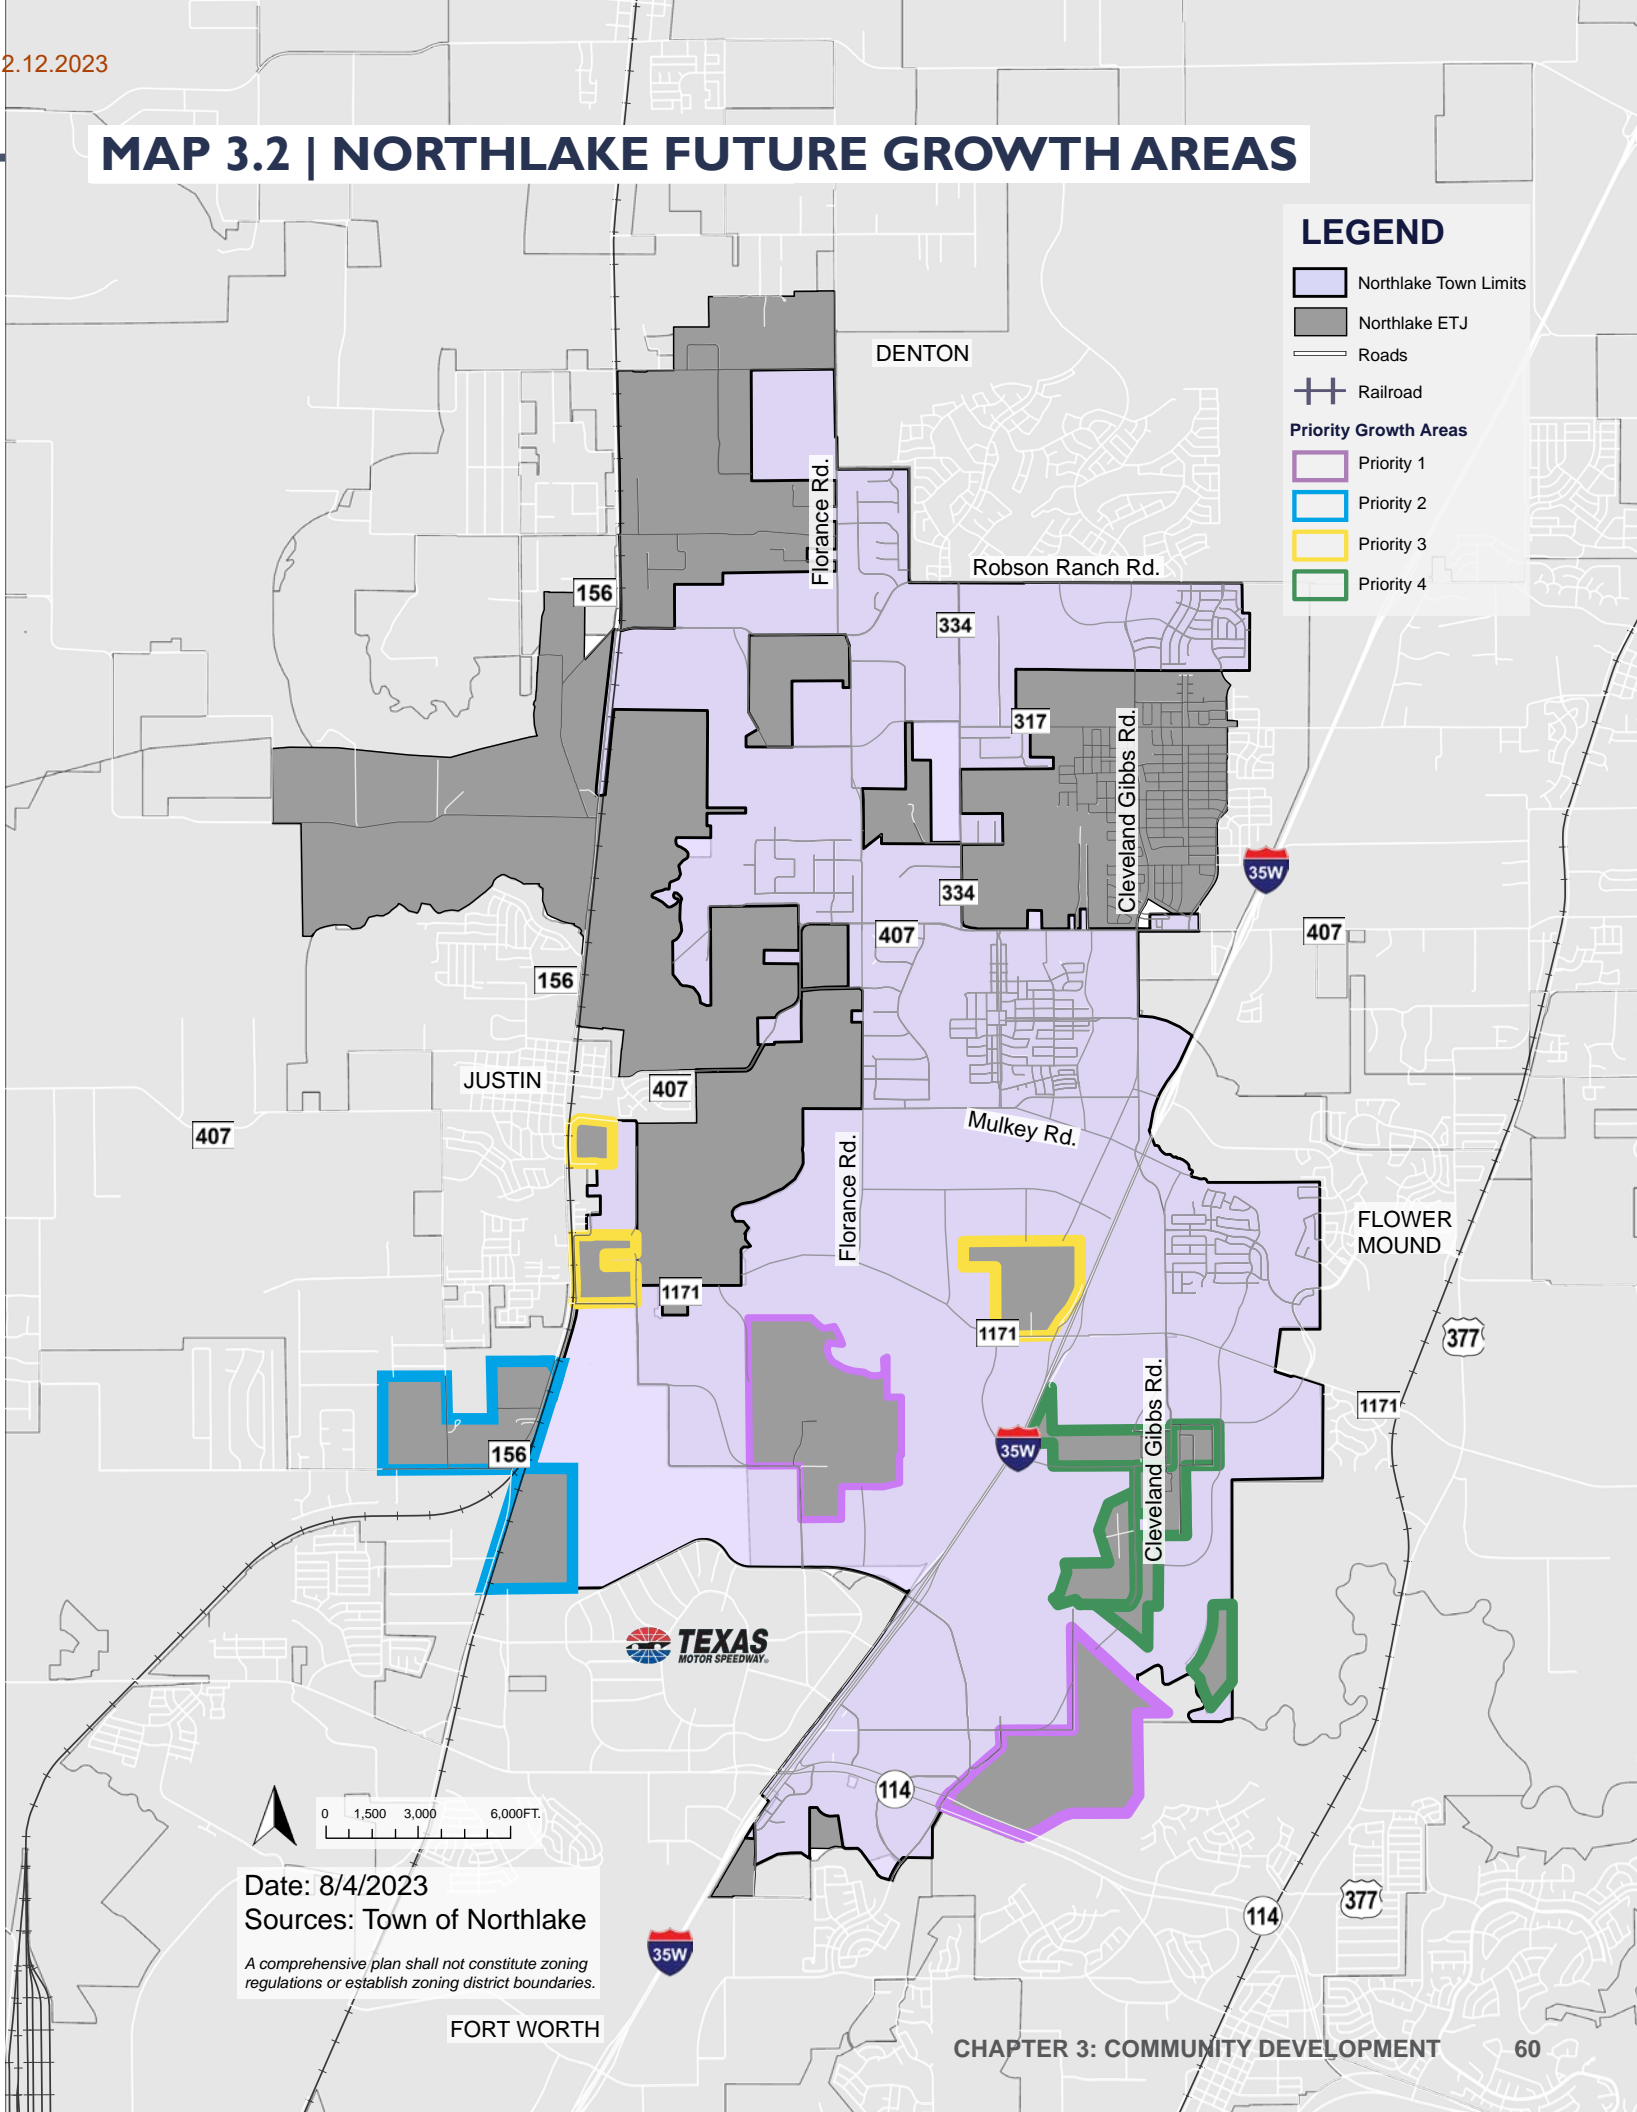 2.12.2023
MAP 3.2 | NORTHLAKE FUTURE GROWTH AREAS
LEGEND
Northlake Town Limits
Northlake ETJ
Roads
Railroad
Priority Growth Areas
Priority 1
Priority 2
Priority 3
Priority 4
DENTON
Florance Rd.
Robson Ranch Rd.
156
334
317
Cleveland Gibbs Rd.
35W
334
407
407
156
JUSTIN
407
407
Mulkey Rd.
Florance Rd.
FLOWER
MOUND
1171
1171
377
1171
Cleveland Gibbs Rd.
35W
156
TEXAS
MOTOR SPEEDWAY
114
0 1,500 3,000 6,000FT.
Date: 8/4/2023
Sources: Town of Northlake
A comprehensive plan shall not constitute zoning
regulations or establish zoning district boundaries.
377
114
35W
FORT WORTH
CHAPTER 3: COMMUNITY DEVELOPMENT 60